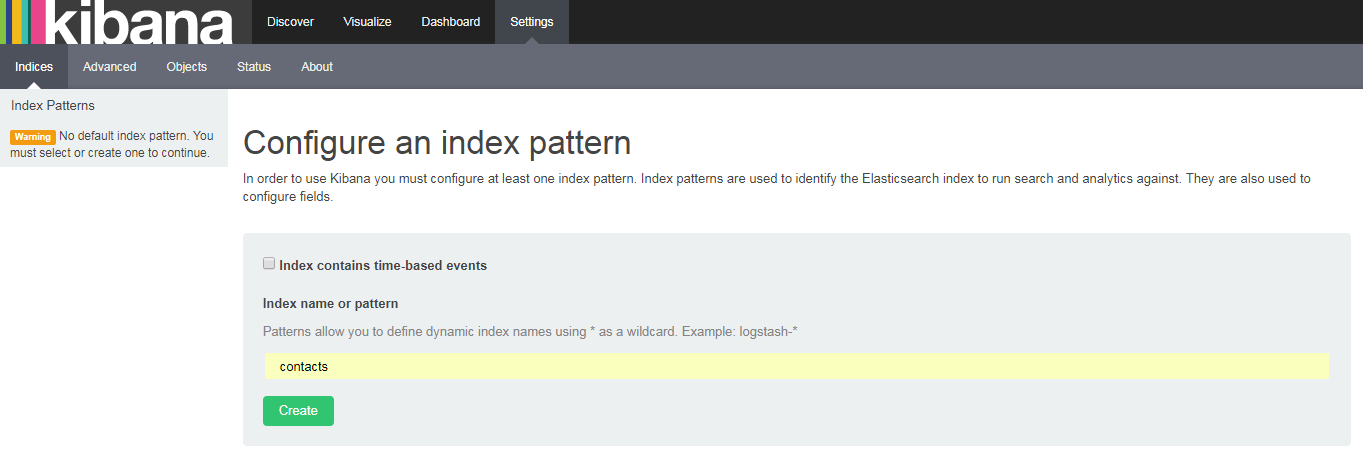 kibana Discover Visualize Dashboard Settings
Indices Advanced Objects Status About
Index Patterns
Warning No default index pattern. You
must select or create one to continue.
Configure an index pattern
In order to use Kibana you must configure at least one index pattern. Index patterns are used to identify the Elasticsearch index to run search and analytics against. They are also used to
configure fields.
Index contains time-based events
Index name or pattern
Patterns allow you to define dynamic index names using * as a wildcard. Example: logstash-*
contacts
Create